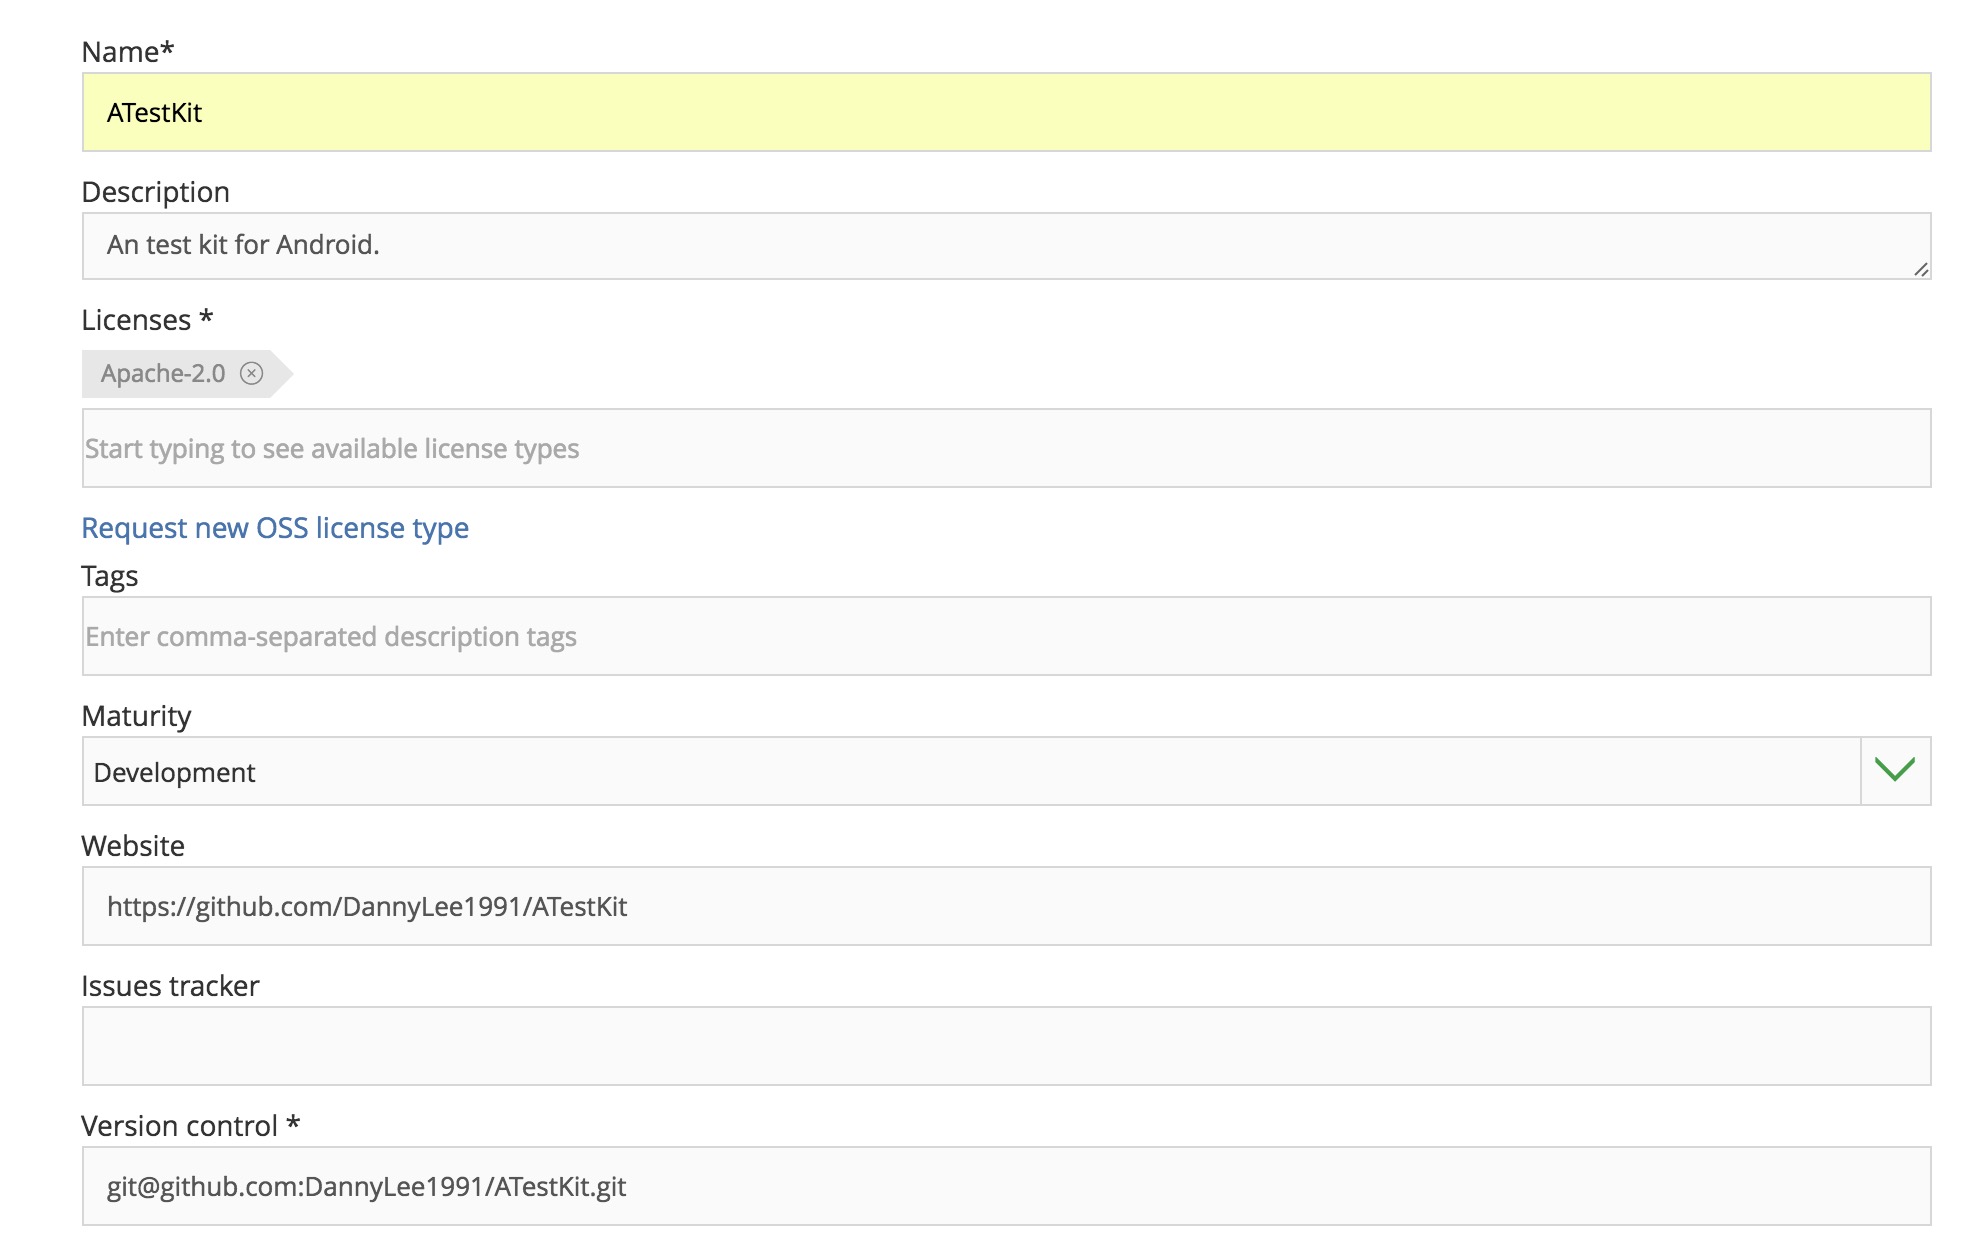 Name*
ATestKit
Description
An test kit for Android.
Licenses *
Apache-2.0
Start typing to see available license types
Request new OSS license type
Tags
Enter comma-separated description tags
Maturity
Development
Website
https://github.com/DannyLee1991/ATestKit
Issues tracker
Version control *
git@github.com:DannyLee1991/ATestKit.git